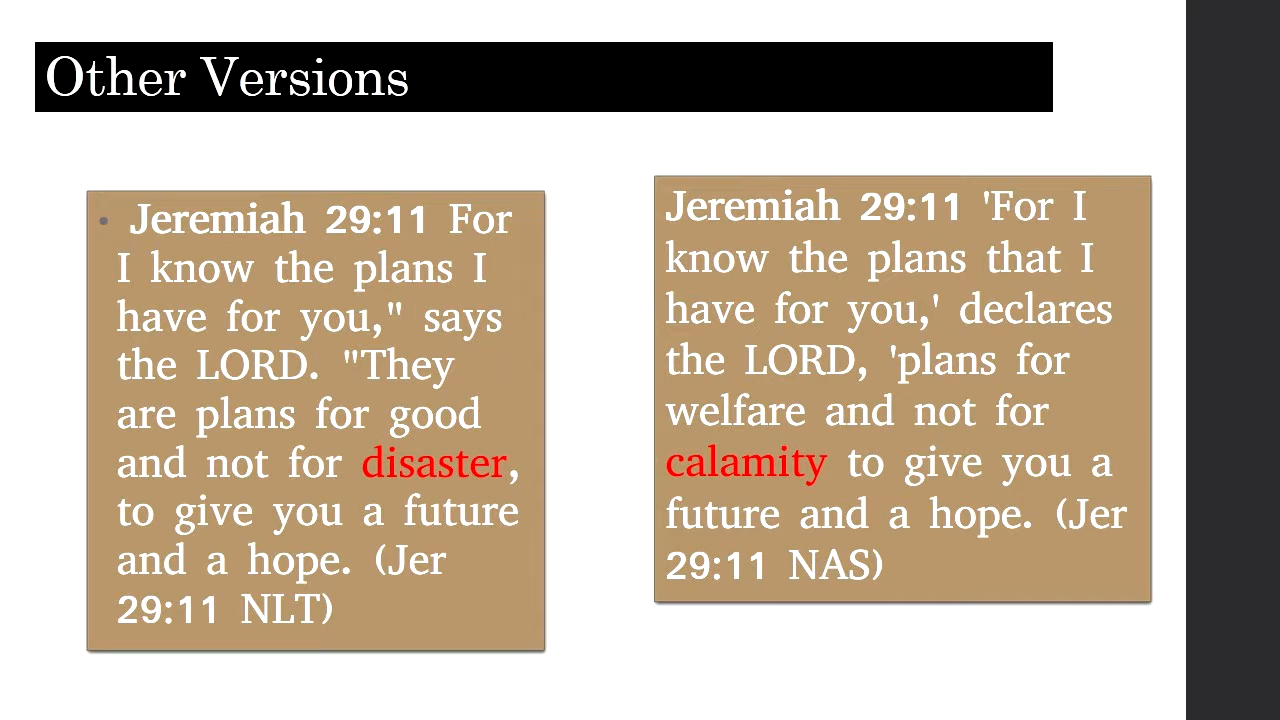 Other Versions
• Jeremiah 29:11 For
I know the plans I
have for you," says
the LORD. "They
are plans for good
and not for disaster,
to give you a future
and a hope. (Jer
29:11 NLT)
Jeremiah 29:11 'For I
know the plans that I
have for you,' declares
the LORD, 'plans for
welfare and not for
calamity to give you a
future and a hope. (Jer
29:11 NAS)